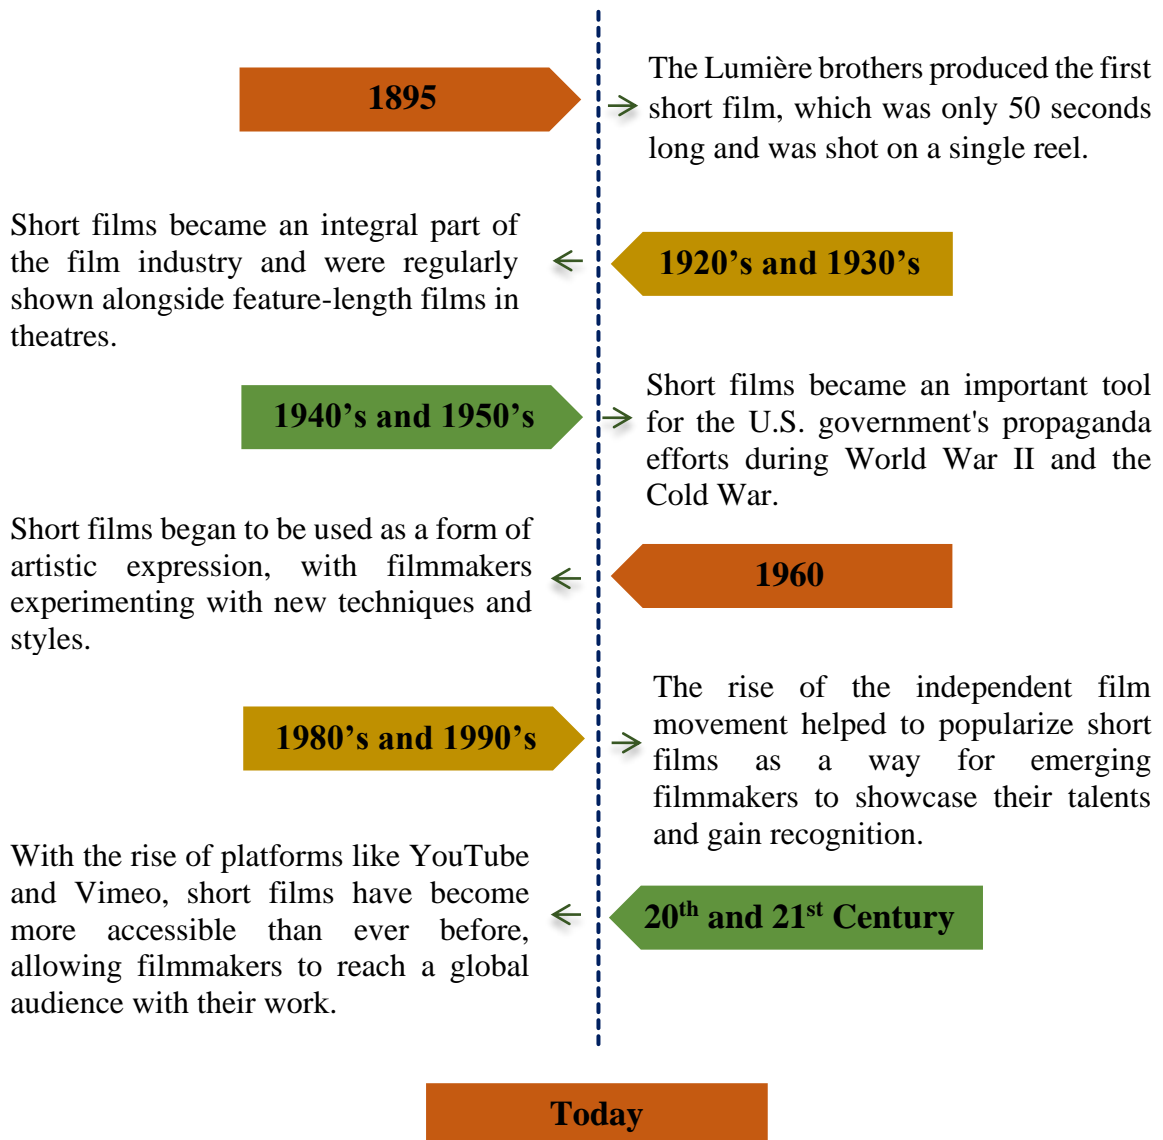 1895
The Lumière brothers produced the first
short film, which was only 50 seconds
long and was shot on a single reel.
Short films became an integral part of
the film industry and were regularly
shown alongside feature-length films in
theatres.
1920’s and 1930’s
1940’s and 1950’s
Short films became an important tool
for the U.S. government's propaganda
efforts during World War II and the
Cold War.
Short films began to be used as a form of
artistic expression, with filmmakers
experimenting with new techniques and
styles.
1960
1980’s and 1990’s
The rise of the independent film
movement helped to popularize short
films as a way for emerging
filmmakers to showcase their talents
and gain recognition.
With the rise of platforms like YouTube
and Vimeo, short films have become
more accessible than ever before,
allowing filmmakers to reach a global
audience with their work.
20th and 21st Century
Today